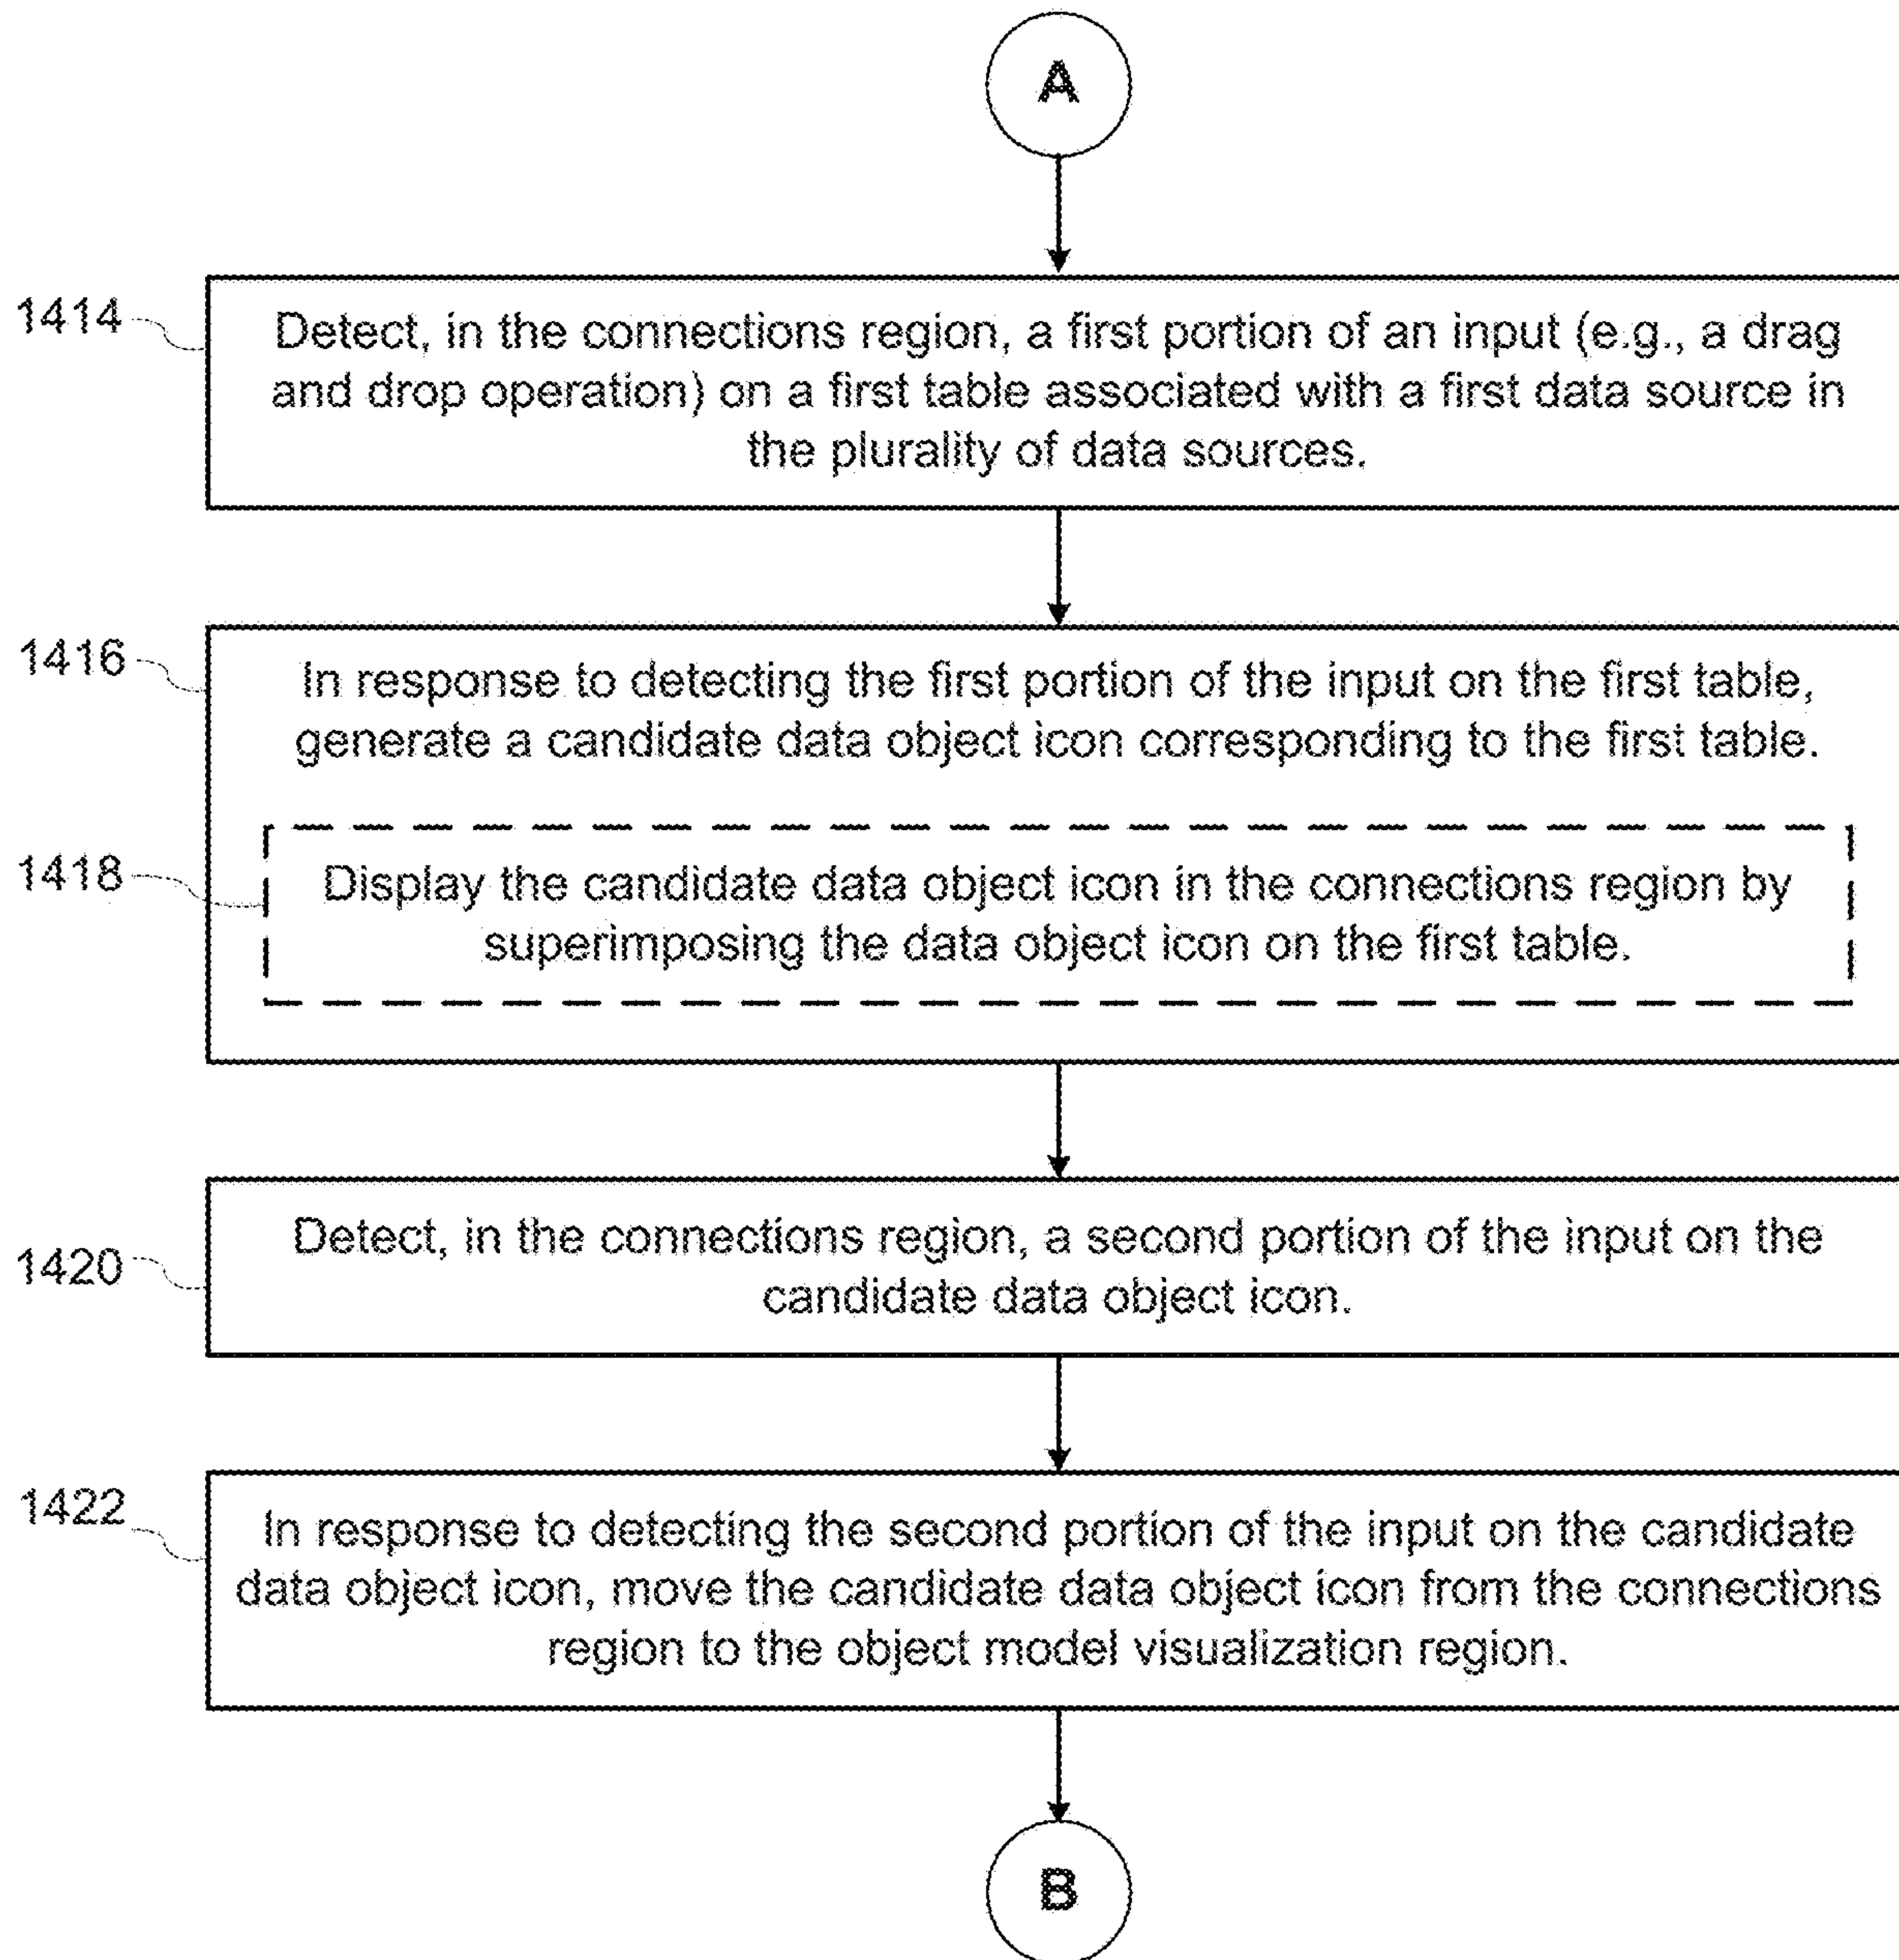 A
1414
Detect, in the connections region, a first portion of an input (e.g., a drag
and drop operation) on a first table associated with a first data source in
the plurality of data sources.
1416
In response to detecting the first portion of the input on the first table,
generate a candidate data object icon corresponding to the first table.
1418
Display the candidate data object icon in the connections region by
superimposing the data object icon on the first table.
1420
Detect, in the connections region, a second portion of the input on the
candidate data object icon.
1422
In response to detecting the second portion of the input on the candidate
data object icon, move the candidate data object icon from the connections
region to the object model visualization region.
B